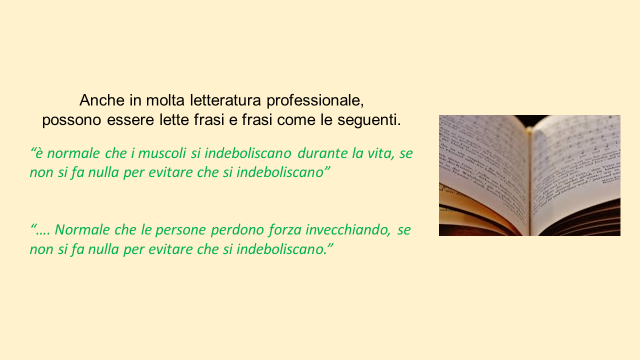 Anche in molta letteratura professionale,
possono essere lette frasi e frasi come le seguenti.
“è normale che i muscoli si indeboliscano durante la vita, se
non si fa nulla per evitare che si indeboliscano”
“…. Normale che le persone perdono forza invecchiando, se
non si fa nulla per evitare che si indeboliscano.”